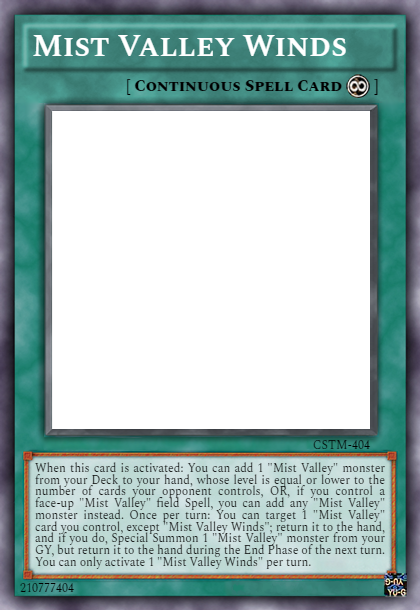 Mist Valley Winds
[ Continuous Spell Card ]
CSTM-404
When this card is activated: You can add 1 "Mist Valley" monster
from your Deck to your hand, whose level is equal or lower to the
number of cards your opponent controls, OR, if you control a
face-up "Mist Valley" field Spell, you can add any "Mist Valley"
monster instead. Once per turn: You can target 1 "Mist Valley"
card you control, except "Mist Valley Winds"; return it to the hand,
and if you do, Special Summon 1 "Mist Valley" monster from your
GY, but return it to the hand during the End Phase of the next turn.
You can only activate 1 "Mist Valley Winds" per turn.
210777404
YU-G